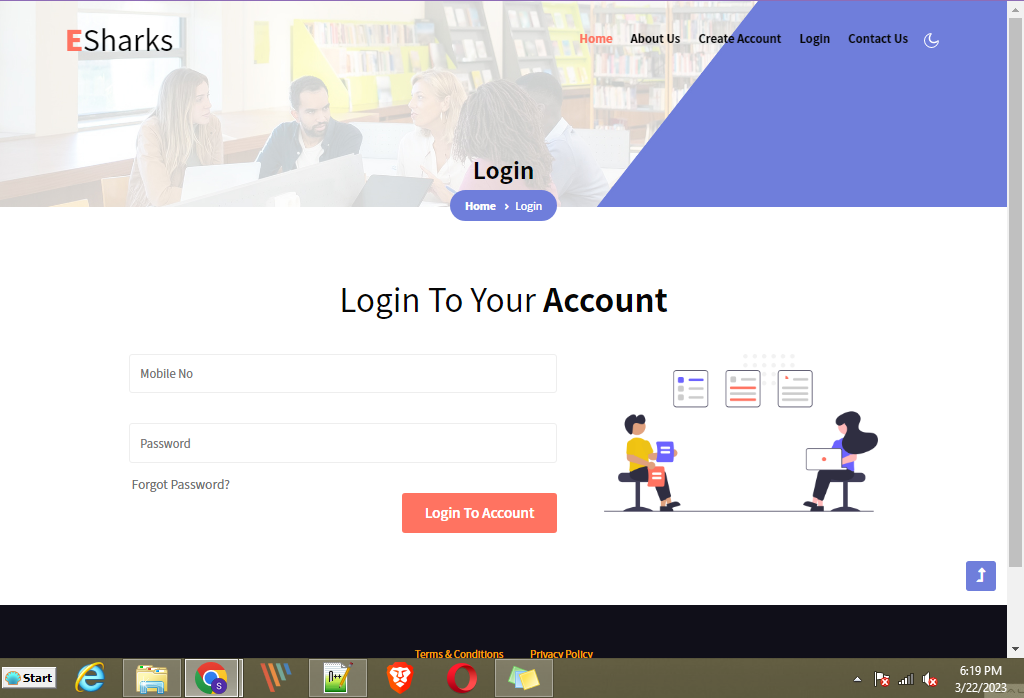 ESharks
Home About Us Create Account Login Contact Us
Login
Home › Login
Login To Your Account
Mobile No
Password
Forgot Password?
Login To Account
Terms & Conditions Privacy Policy
Start
6:19 PM
3/22/2023